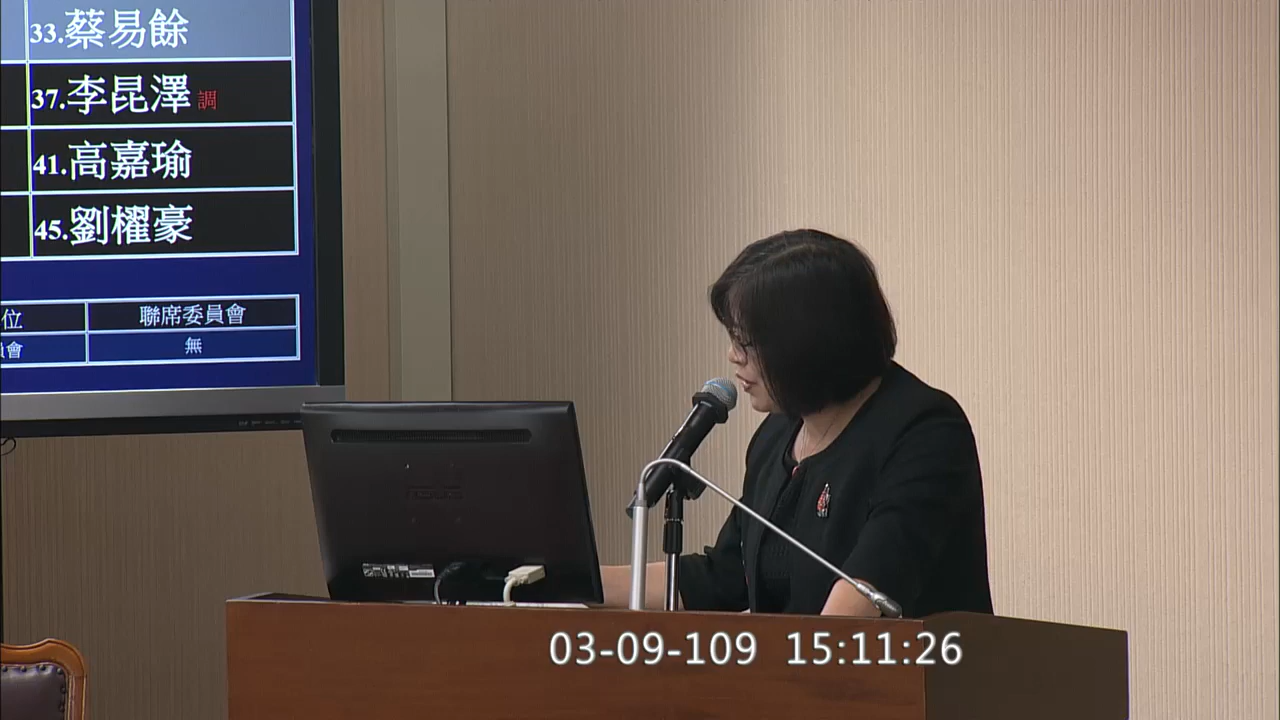 33.蔡易餘
37.李昆澤 調
41.高嘉瑜
45.劉櫂豪
位 聯席委員會
會 無
03-09-109 15:11:26